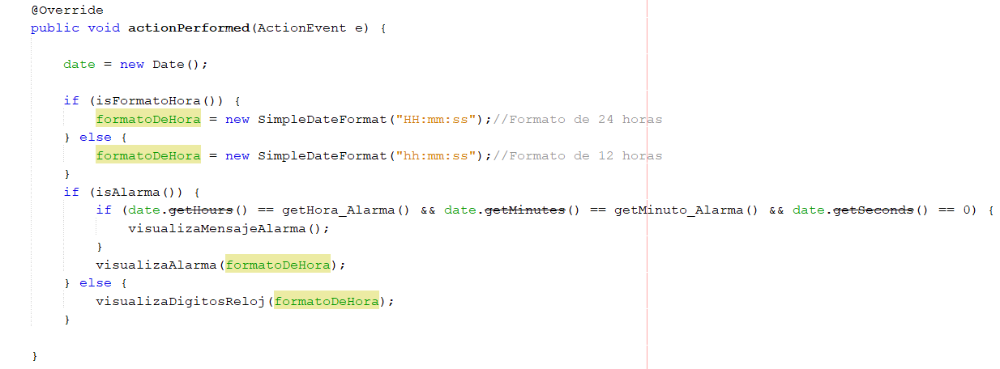 @Override
public void actionPerformed(ActionEvent e) {
date = new Date();
if (isFormatoHora()) {
formatoDeHora = new SimpleDateFormat("HH:mm:ss");//Formato de 24 horas
} else {
formatoDeHora = new SimpleDateFormat("hh:mm:ss");//Formato de 12 horas
}
if (isAlarma()) {
if (date.getHours() == getHora_Alarma() && date.getMinutes() == getMinuto_Alarma() && date.getSeconds() == 0) {
visualizaMensajeAlarma();
}
visualizaAlarma(formatoDeHora);
} else {
visualizaDigitosReloj(formatoDeHora);
}
}